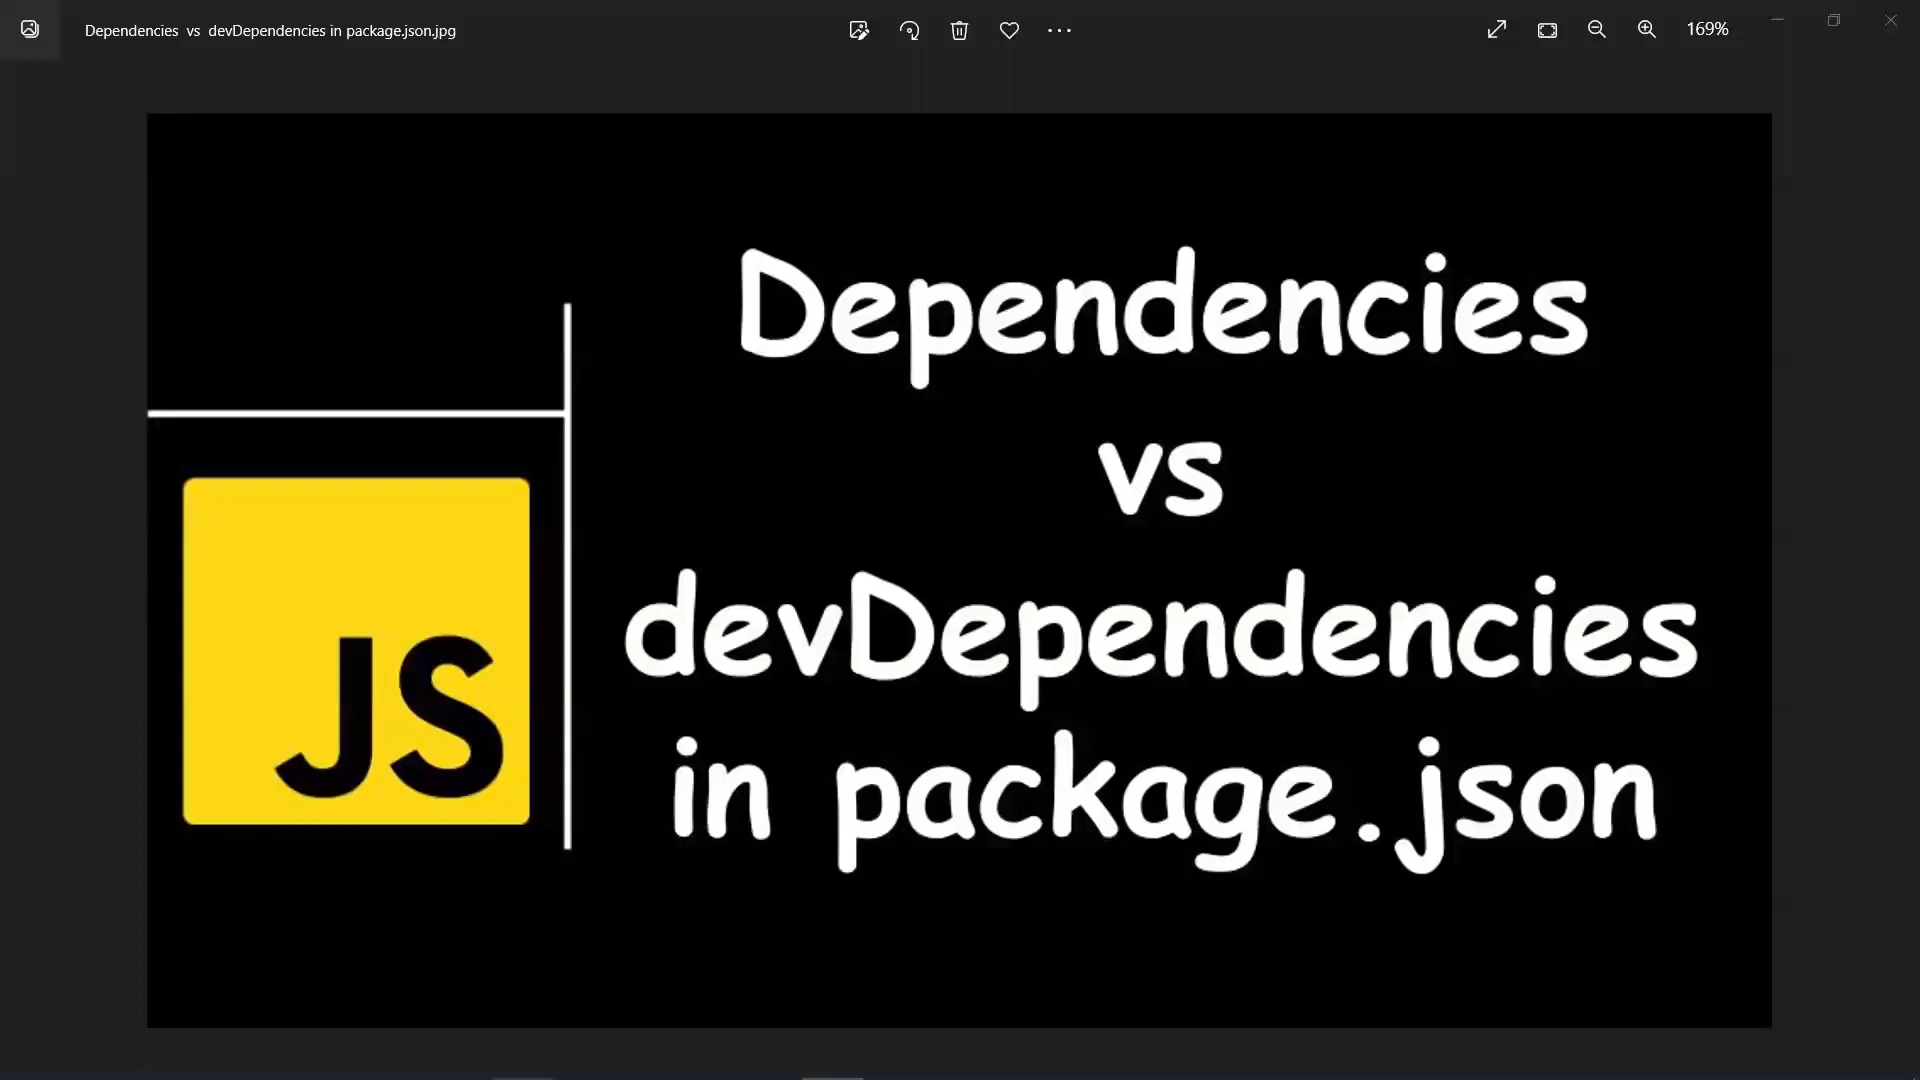 Dependencies vs devDependencies in package.json.jpg
169%
Dependencies
vs
devDependencies
in package.json
JS